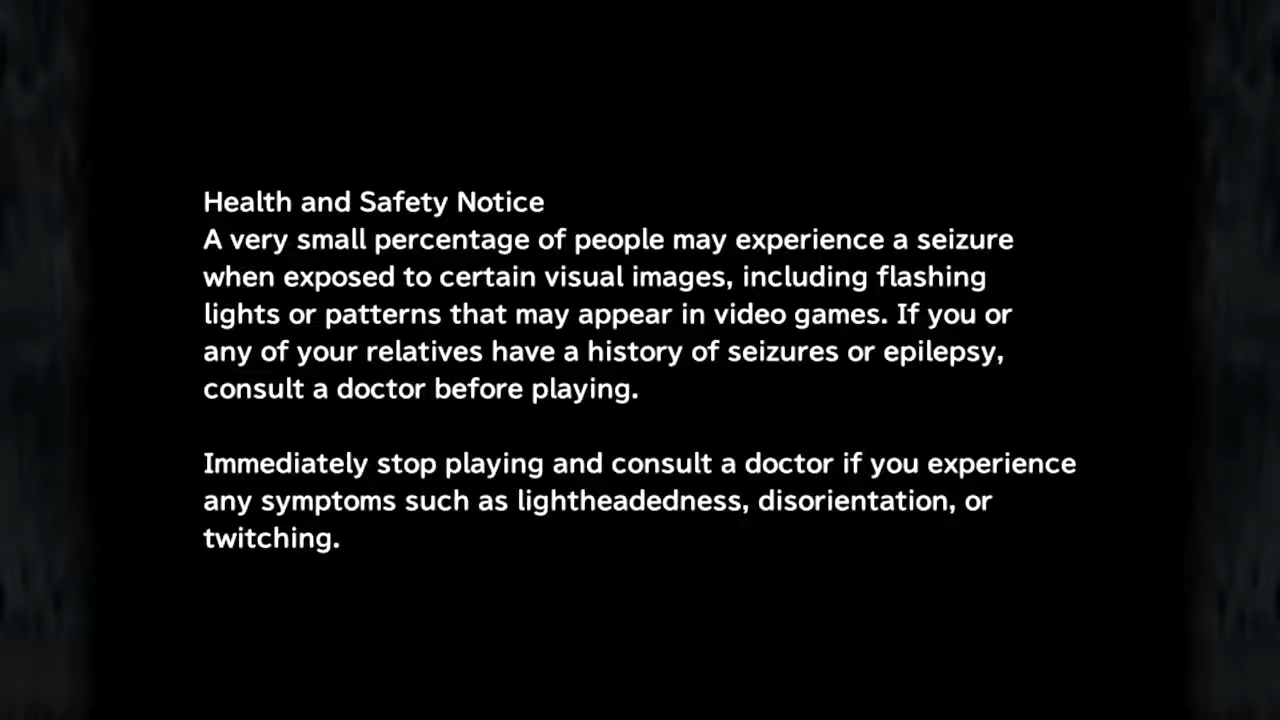 Health and Safety Notice
A very small percentage of people may experience a seizure
when exposed to certain visual images, including flashing
lights or patterns that may appear in video games. If you or
any of your relatives have a history of seizures or epilepsy,
consult a doctor before playing.
Immediately stop playing and consult a doctor if you experience
any symptoms such as lightheadedness, disorientation, or
twitching.